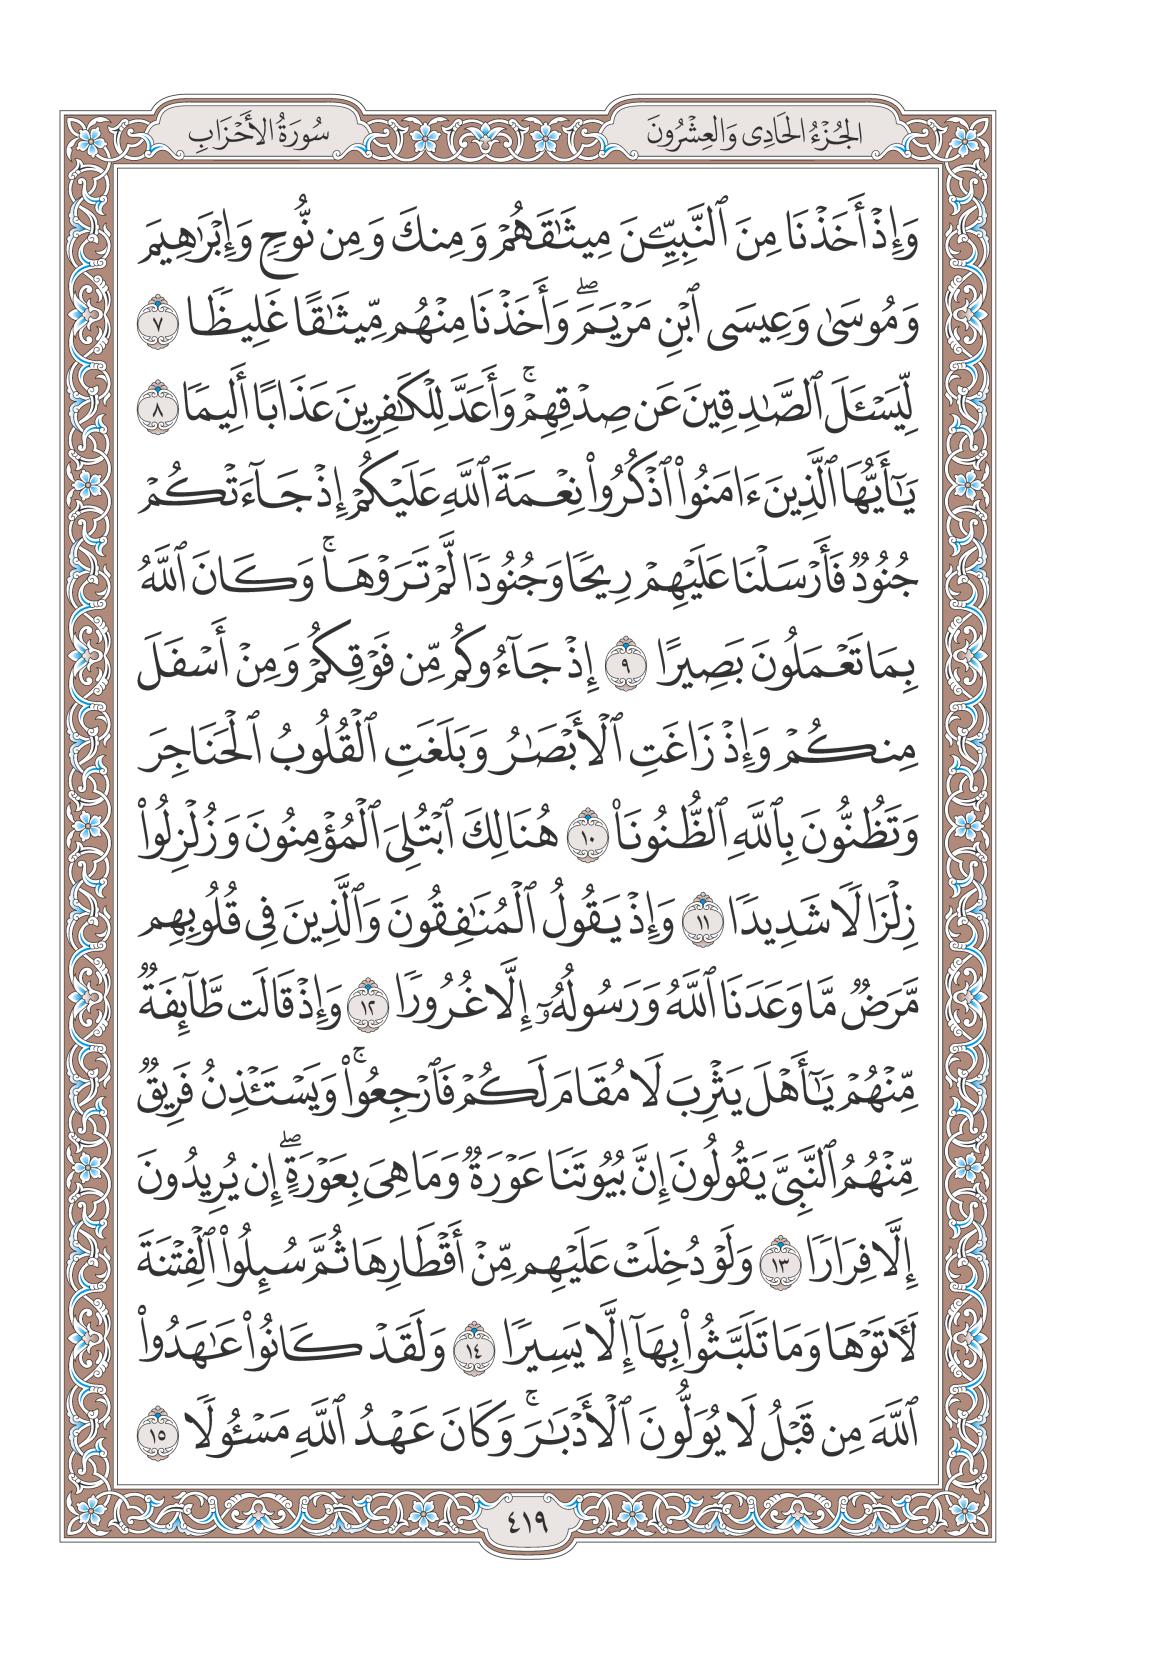 الجُزْءُ الحَادِى وَالعِشْرُونَ
سُورَةُ الأَحْزَابِ
وَإِذْ أَخَذْنَا مِنَ ٱلنَّبِيِّـۧنَ مِيثَـٰقَهُمْ وَمِنكَ وَمِن نُّوحٍ وَإِبْرَٰهِيمَ
وَمُوسَىٰ وَعِيسَى ٱبْنِ مَرْيَمَ ۖ وَأَخَذْنَا مِنْهُم مِّيثَـٰقًا غَلِيظًا ٧
لِّيَسْـَٔلَ ٱلصَّـٰدِقِينَ عَن صِدْقِهِمْ ۚ وَأَعَدَّ لِلْكَـٰفِرِينَ عَذَابًا أَلِيمًا ٨
يَـٰٓأَيُّهَا ٱلَّذِينَ ءَامَنُوا۟ ٱذْكُرُوا۟ نِعْمَةَ ٱللَّهِ عَلَيْكُمْ إِذْ جَآءَتْكُمْ
جُنُودٌ فَأَرْسَلْنَا عَلَيْهِمْ رِيحًا وَجُنُودًا لَّمْ تَرَوْهَا ۚ وَكَانَ ٱللَّهُ
بِمَا تَعْمَلُونَ بَصِيرًا ٩ إِذْ جَآءُوكُم مِّن فَوْقِكُمْ وَمِنْ أَسْفَلَ
مِنكُمْ وَإِذْ زَاغَتِ ٱلْأَبْصَـٰرُ وَبَلَغَتِ ٱلْقُلُوبُ ٱلْحَنَاجِرَ
وَتَظُنُّونَ بِٱللَّهِ ٱلظُّنُونَا۠ ١٠ هُنَالِكَ ٱبْتُلِىَ ٱلْمُؤْمِنُونَ وَزُلْزِلُوا۟
زِلْزَالًا شَدِيدًا ١١ وَإِذْ يَقُولُ ٱلْمُنَـٰفِقُونَ وَٱلَّذِينَ فِى قُلُوبِهِم
مَّرَضٌ مَّا وَعَدَنَا ٱللَّهُ وَرَسُولُهُۥٓ إِلَّا غُرُورًا ١٢ وَإِذْ قَالَت طَّآئِفَةٌ
مِّنْهُمْ يَـٰٓأَهْلَ يَثْرِبَ لَا مُقَامَ لَكُمْ فَٱرْجِعُوا۟ ۚ وَيَسْتَـْٔذِنُ فَرِيقٌ
مِّنْهُمُ ٱلنَّبِىَّ يَقُولُونَ إِنَّ بُيُوتَنَا عَوْرَةٌ وَمَا هِىَ بِعَوْرَةٍ ۖ إِن يُرِيدُونَ
إِلَّا فِرَارًا ١٣ وَلَوْ دُخِلَتْ عَلَيْهِم مِّنْ أَقْطَارِهَا ثُمَّ سُئِلُوا۟ ٱلْفِتْنَةَ
لَـَٔاتَوْهَا وَمَا تَلَبَّثُوا۟ بِهَآ إِلَّا يَسِيرًا ١٤ وَلَقَدْ كَانُوا۟ عَـٰهَدُوا۟
ٱللَّهَ مِن قَبْلُ لَا يُوَلُّونَ ٱلْأَدْبَـٰرَ ۚ وَكَانَ عَهْدُ ٱللَّهِ مَسْـُٔولًا ١٥
٤١٩